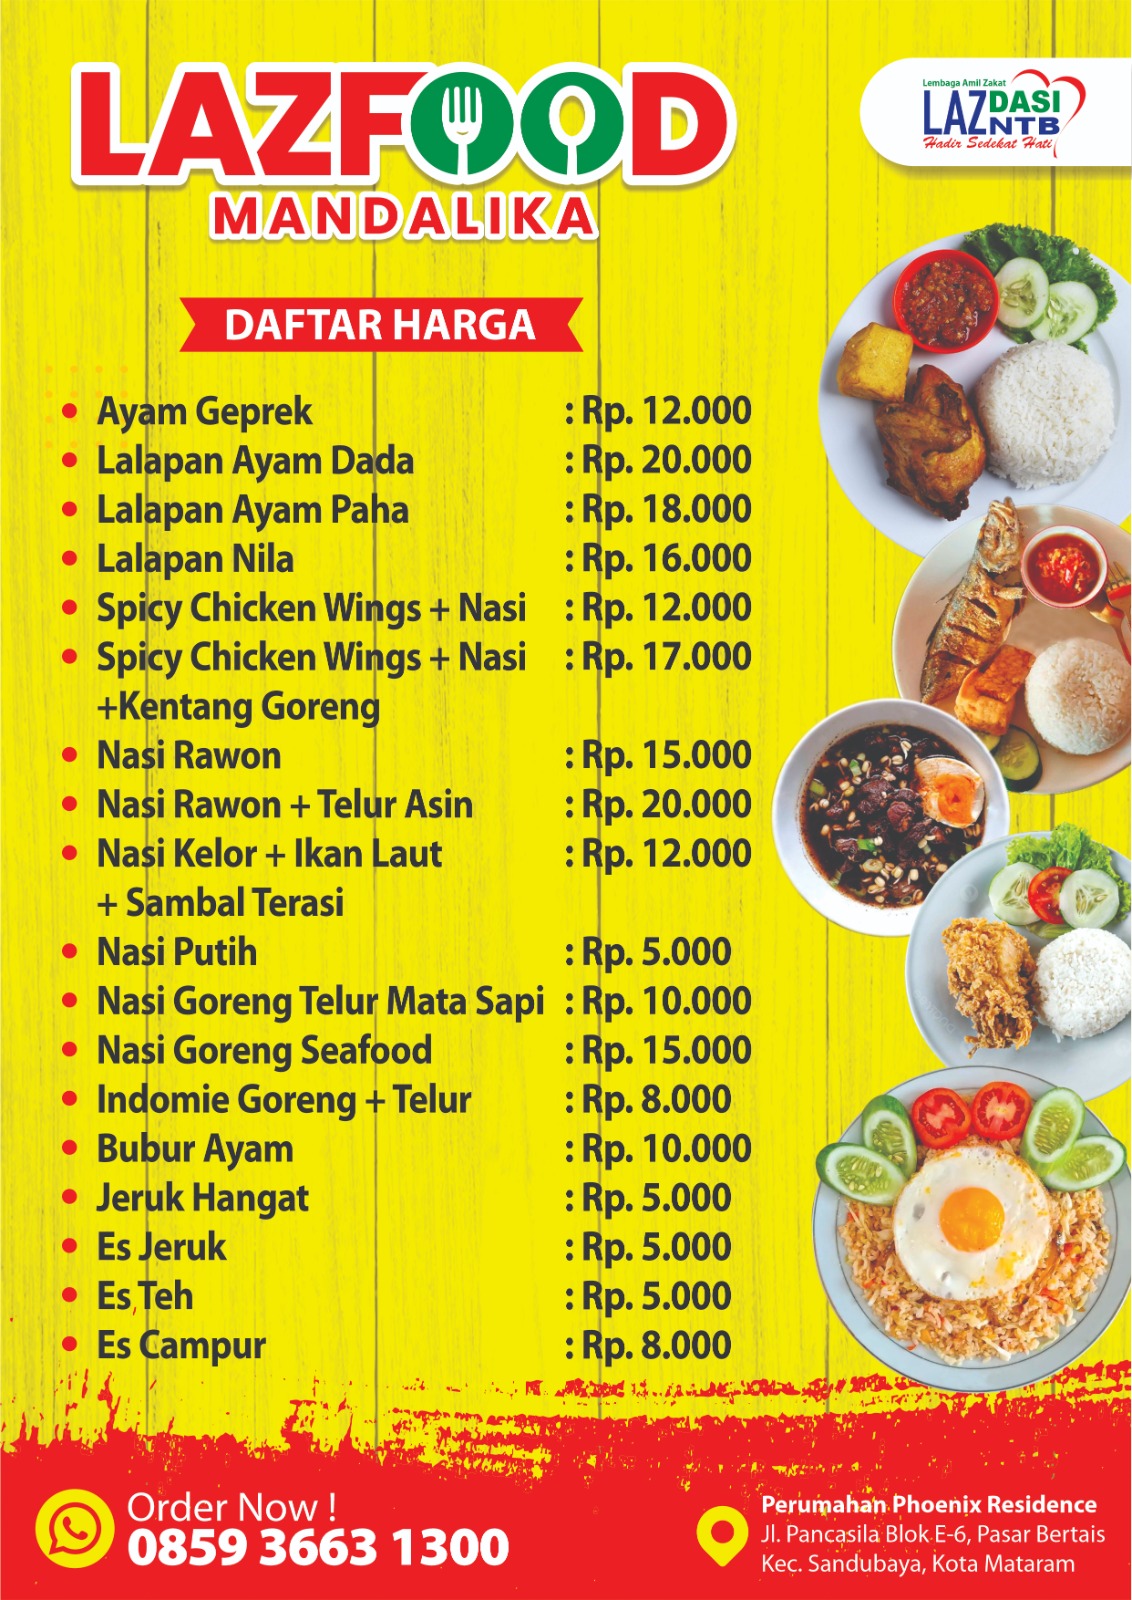 LAZFOOD
MANDALIKA
Lembaga Amil Zakat
LAZDASI
NTB
Hadir Sedekat Hati
DAFTAR HARGA
• Ayam Geprek : Rp. 12.000
• Lalapan Ayam Dada : Rp. 20.000
• Lalapan Ayam Paha : Rp. 18.000
• Lalapan Nila : Rp. 16.000
• Spicy Chicken Wings + Nasi : Rp. 12.000
• Spicy Chicken Wings + Nasi : Rp. 17.000
+Kentang Goreng
• Nasi Rawon : Rp. 15.000
• Nasi Rawon + Telur Asin : Rp. 20.000
• Nasi Kelor + Ikan Laut : Rp. 12.000
+ Sambal Terasi
• Nasi Putih : Rp. 5.000
• Nasi Goreng Telur Mata Sapi : Rp. 10.000
• Nasi Goreng Seafood : Rp. 15.000
• Indomie Goreng + Telur : Rp. 8.000
• Bubur Ayam : Rp. 10.000
• Jeruk Hangat : Rp. 5.000
• Es Jeruk : Rp. 5.000
• Es Teh : Rp. 5.000
• Es Campur : Rp. 8.000
Order Now !
0859 3663 1300
Perumahan Phoenix Residence
Jl. Pancasila Blok E-6, Pasar Bertais
Kec. Sandubaya, Kota Mataram